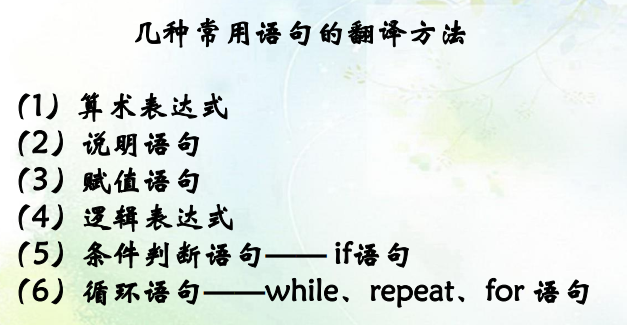 几种常用语句的翻译方法
（1）算术表达式
（2）说明语句
（3）赋值语句
（4）逻辑表达式
（5）条件判断语句—— if语句
（6）循环语句——while、repeat、for 语句